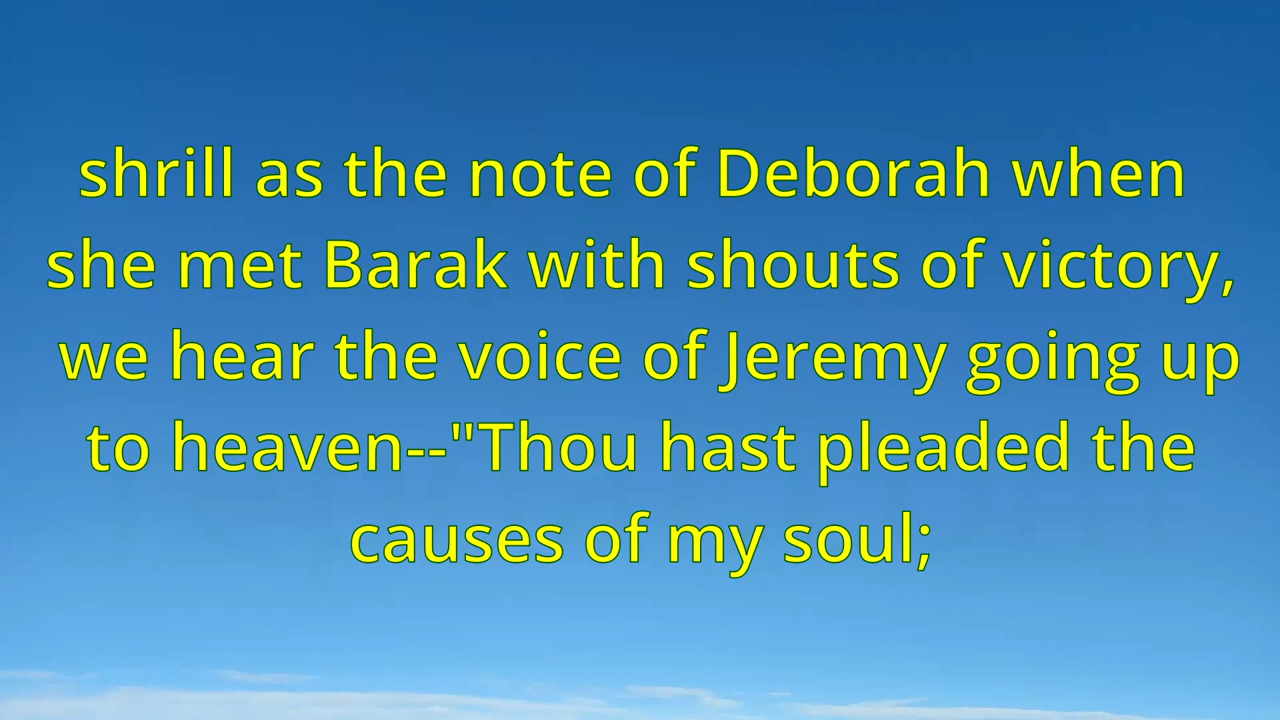 shrill as the note of Deborah when
she met Barak with shouts of victory,
we hear the voice of Jeremy going up
to heaven--"Thou hast pleaded the
causes of my soul;